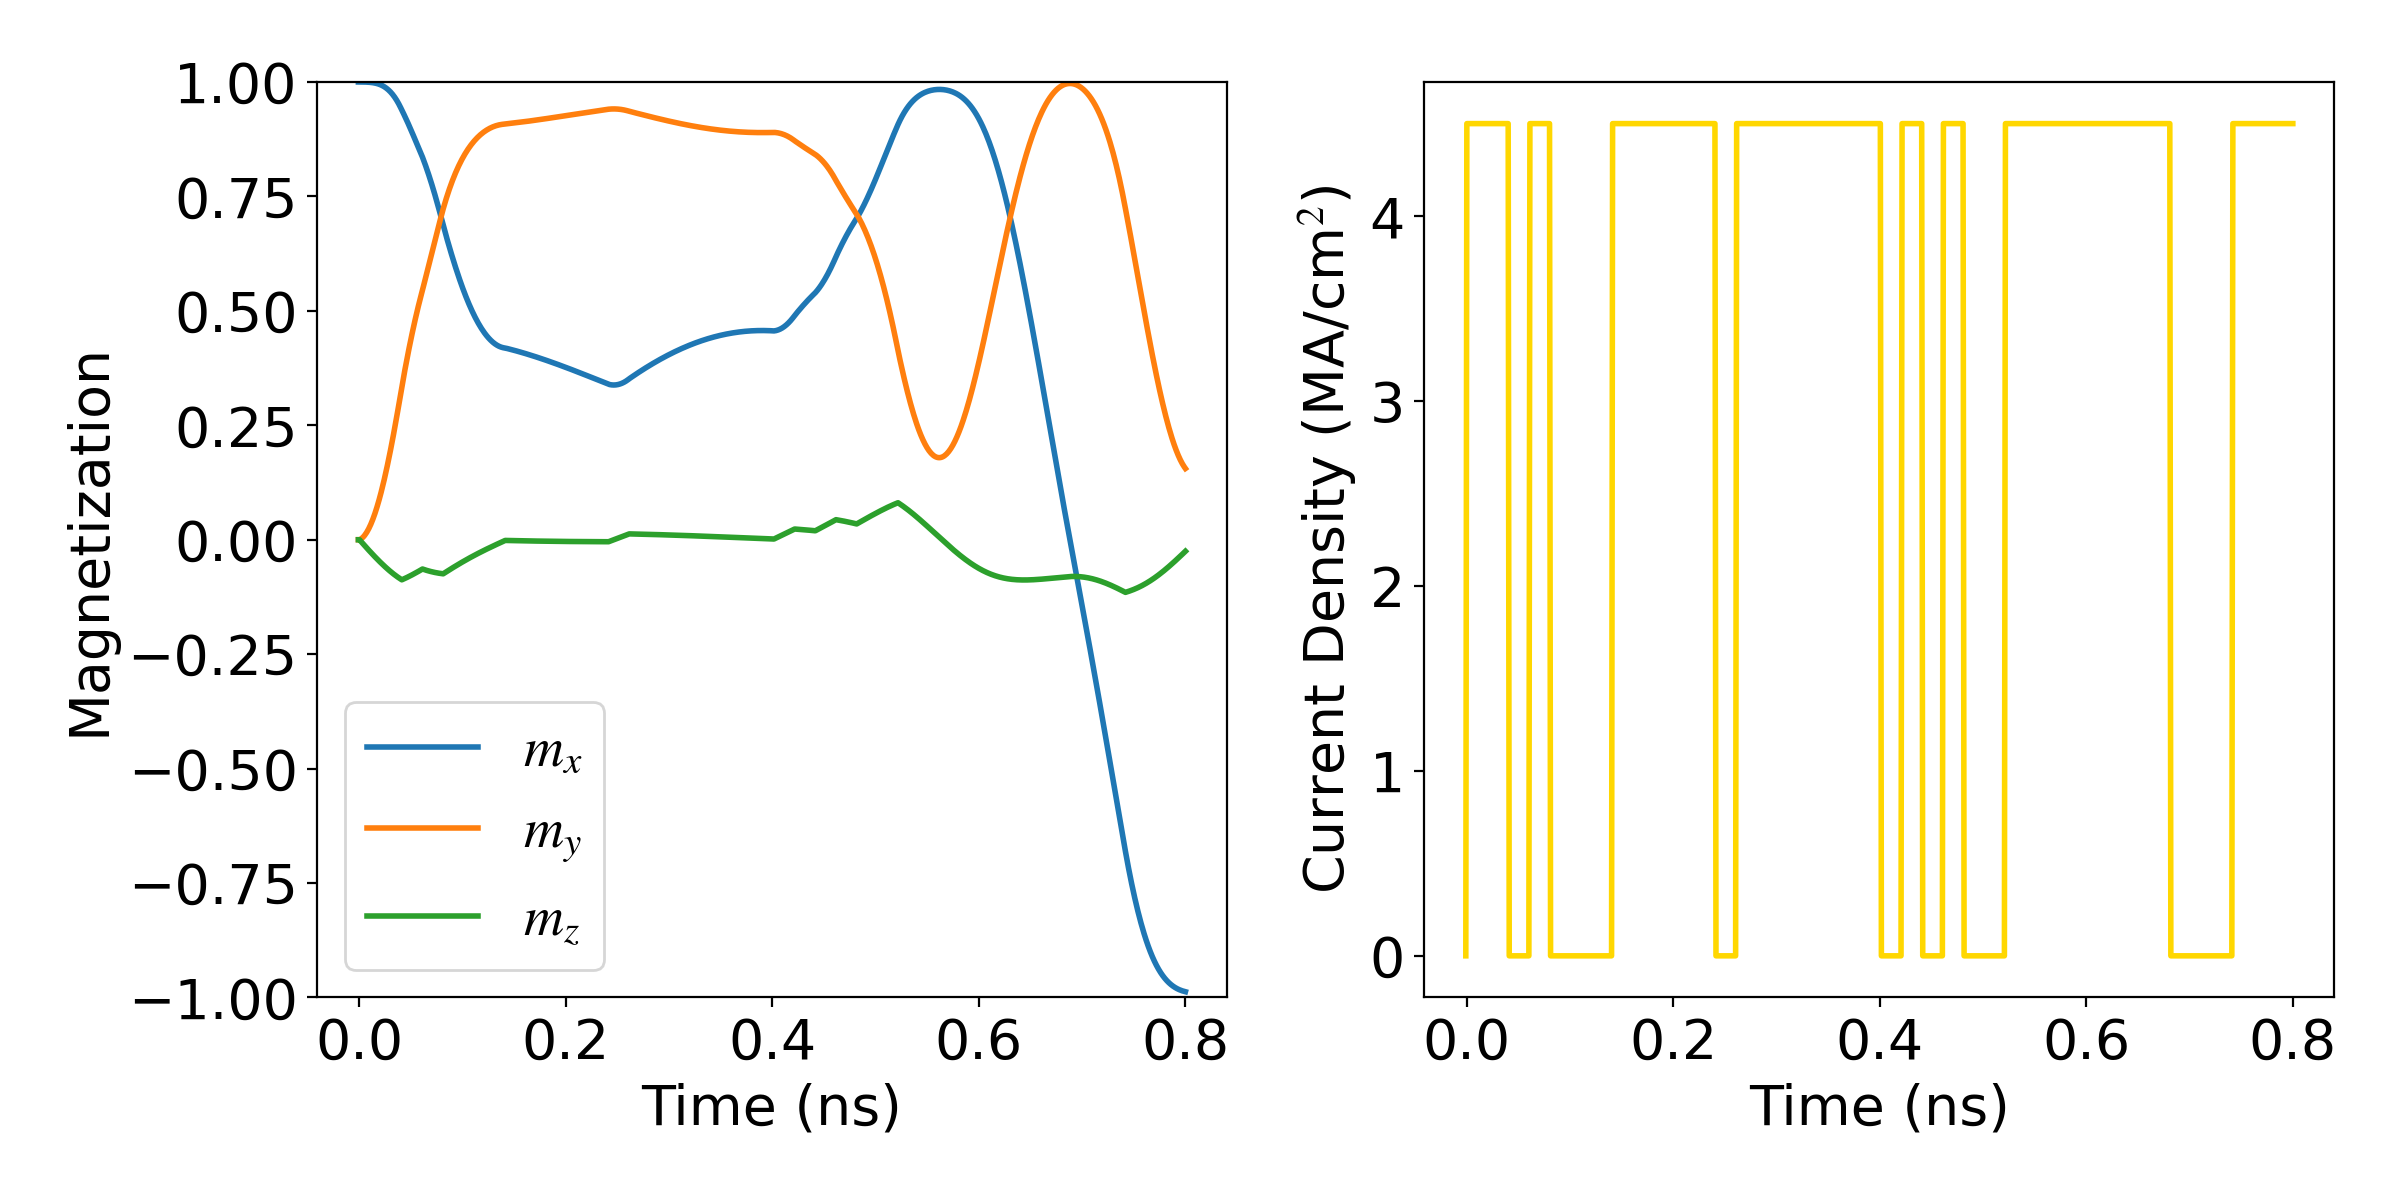 Magnetization
1.00
0.75
0.50
0.25
0.00
−0.25
−0.50
−0.75
−1.00
m_x
m_y
m_z
0.0 0.2 0.4 0.6 0.8
Time (ns)
Current Density (MA/cm²)
4
3
2
1
0
0.0 0.2 0.4 0.6 0.8
Time (ns)